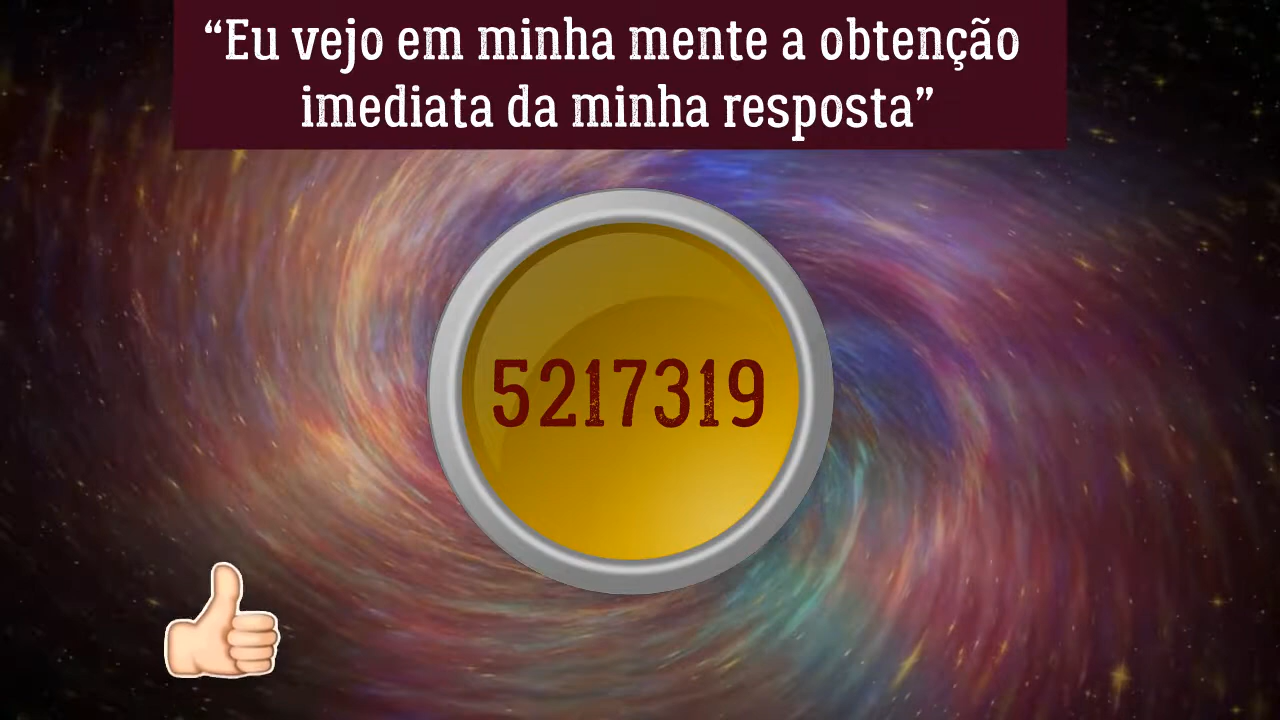 “Eu vejo em minha mente a obtenção
imediata da minha resposta”
5217319